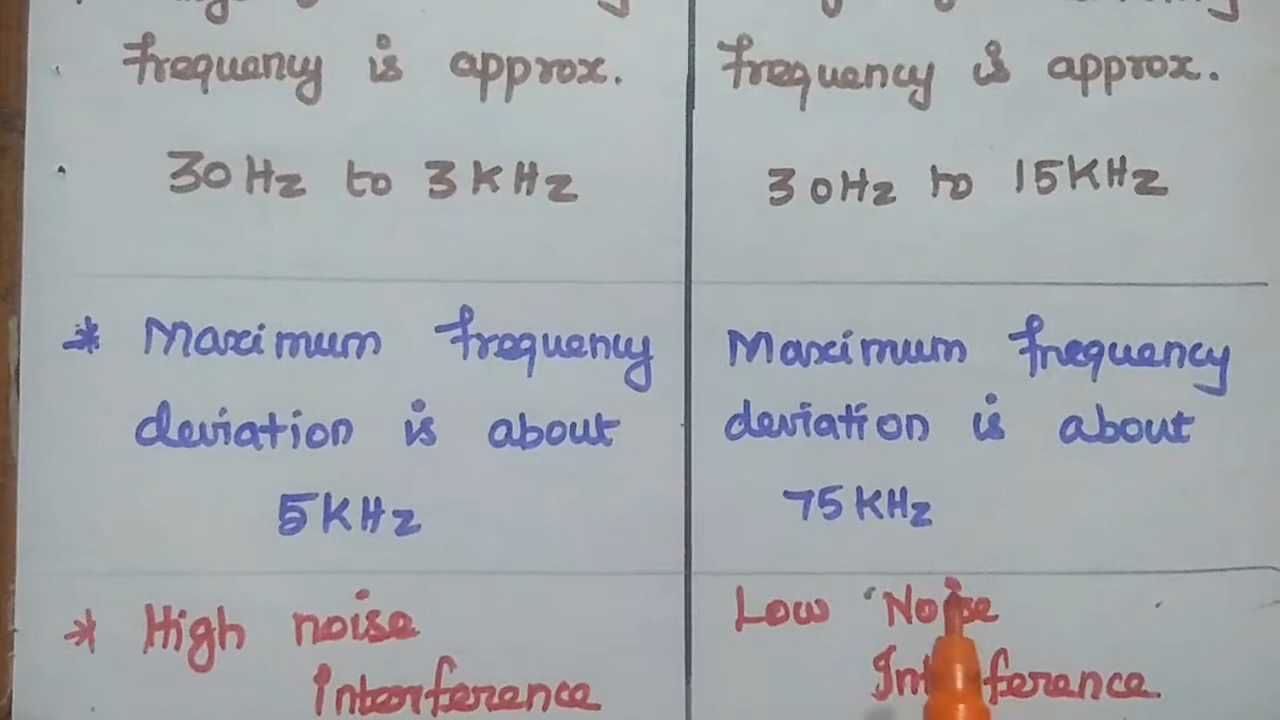 frequency is approx.
30Hz to 3KHz
* Maximum frequency
deviation is about
5KHz
* High noise
Interference
frequency is approx.
30Hz to 15KHz
Maximum frequency
deviation is about
75KHz
Low Noise
Interference.